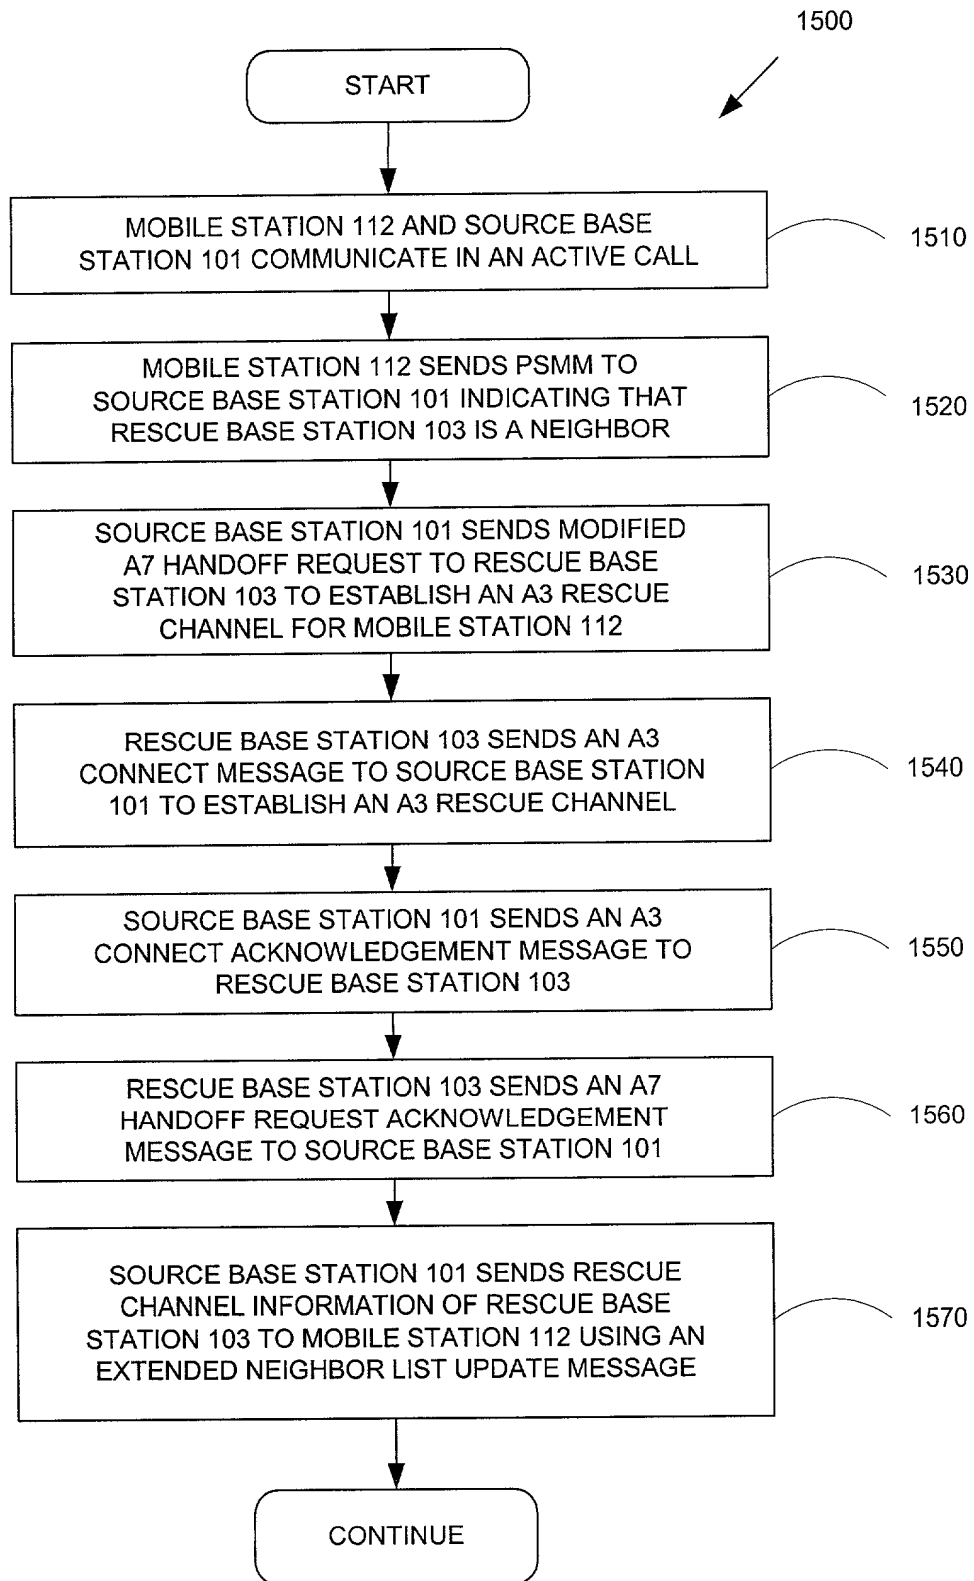 1500
START
MOBILE STATION 112 AND SOURCE BASE
STATION 101 COMMUNICATE IN AN ACTIVE CALL
1510
MOBILE STATION 112 SENDS PSMM TO
SOURCE BASE STATION 101 INDICATING THAT
RESCUE BASE STATION 103 IS A NEIGHBOR
1520
SOURCE BASE STATION 101 SENDS MODIFIED
A7 HANDOFF REQUEST TO RESCUE BASE
STATION 103 TO ESTABLISH AN A3 RESCUE
CHANNEL FOR MOBILE STATION 112
1530
RESCUE BASE STATION 103 SENDS AN A3
CONNECT MESSAGE TO SOURCE BASE STATION
101 TO ESTABLISH AN A3 RESCUE CHANNEL
1540
SOURCE BASE STATION 101 SENDS AN A3
CONNECT ACKNOWLEDGEMENT MESSAGE TO
RESCUE BASE STATION 103
1550
RESCUE BASE STATION 103 SENDS AN A7
HANDOFF REQUEST ACKNOWLEDGEMENT
MESSAGE TO SOURCE BASE STATION 101
1560
SOURCE BASE STATION 101 SENDS RESCUE
CHANNEL INFORMATION OF RESCUE BASE
STATION 103 TO MOBILE STATION 112 USING AN
EXTENDED NEIGHBOR LIST UPDATE MESSAGE
1570
CONTINUE